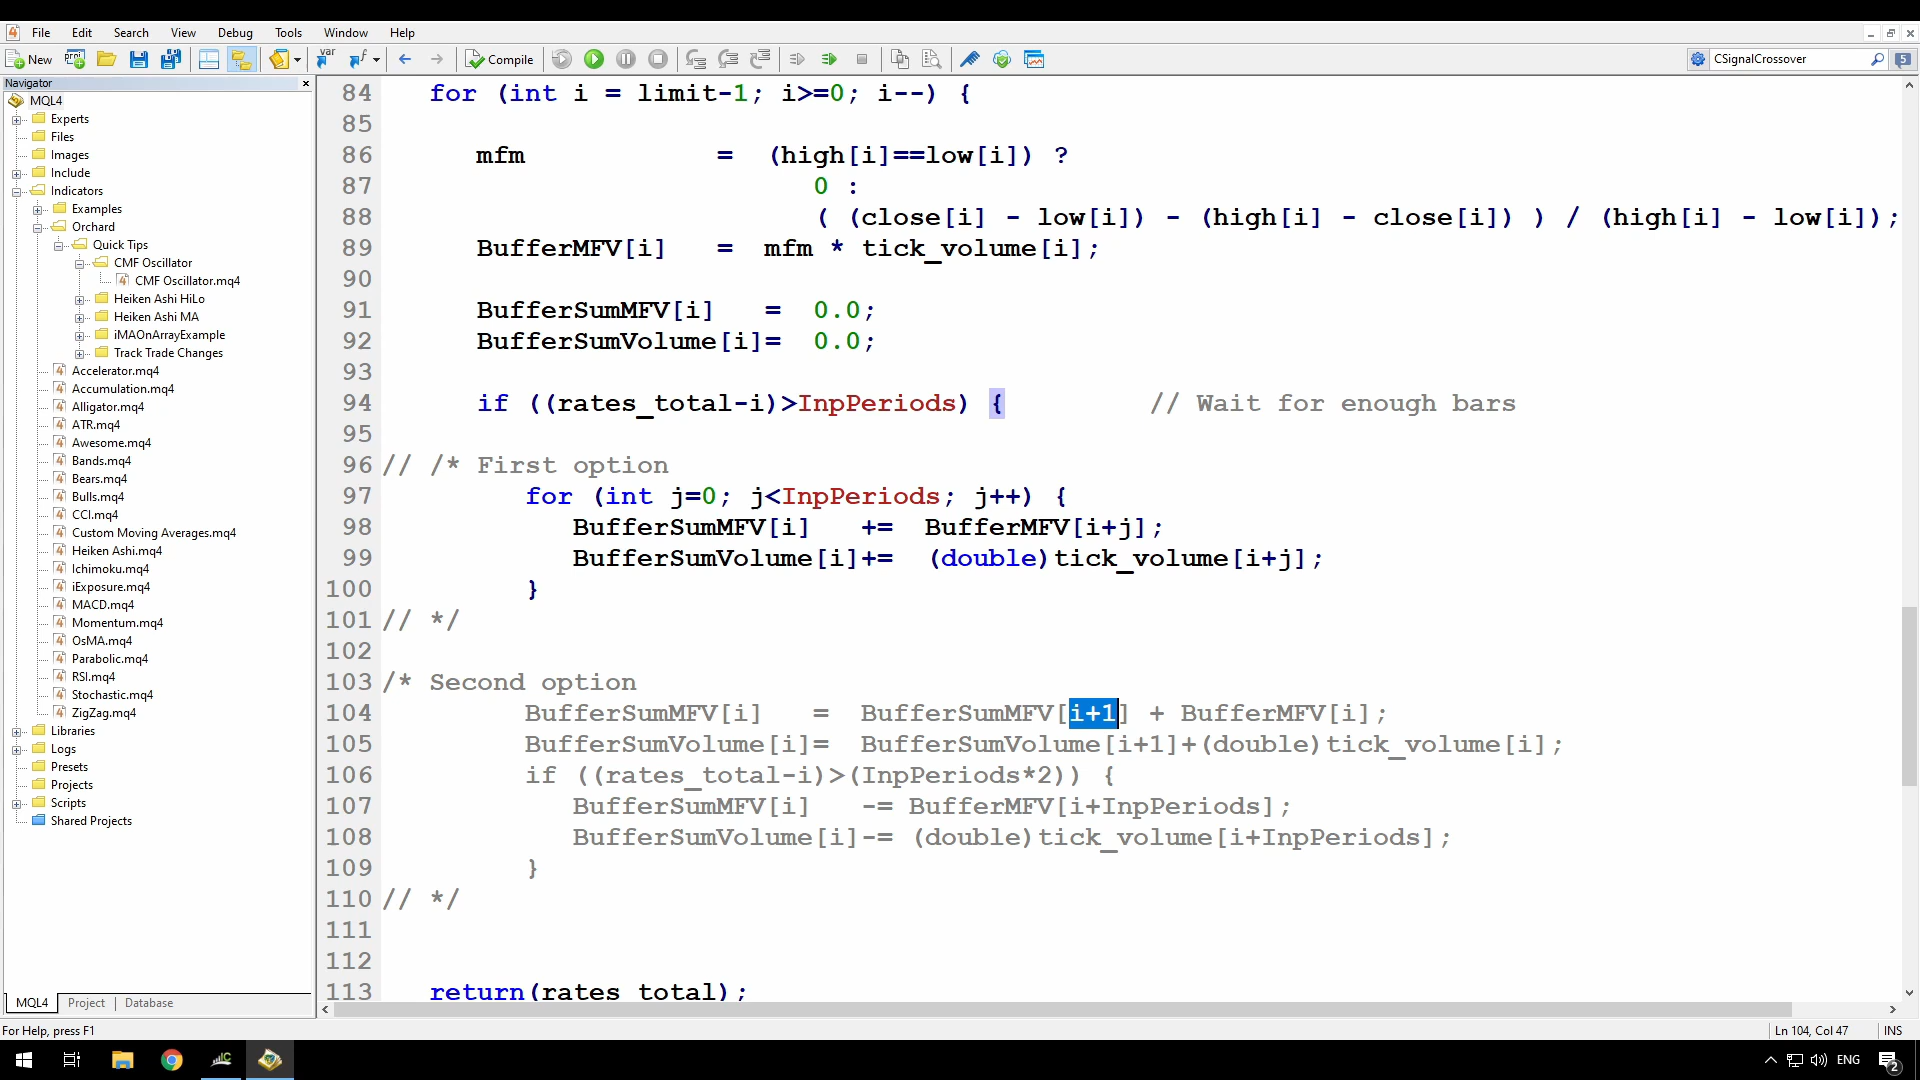 File Edit Search View Debug Tools Window Help
New Compile CSignalCrossover 5
Navigator
MQL4
Experts
Files
Images
Include
Indicators
Examples
Orchard
Quick Tips
CMF Oscillator
CMF Oscillator.mq4
Heiken Ashi HiLo
Heiken Ashi MA
iMAOnArrayExample
Track Trade Changes
Accelerator.mq4
Accumulation.mq4
Alligator.mq4
ATR.mq4
Awesome.mq4
Bands.mq4
Bears.mq4
Bulls.mq4
CCI.mq4
Custom Moving Averages.mq4
Heiken Ashi.mq4
Ichimoku.mq4
iExposure.mq4
MACD.mq4
Momentum.mq4
OsMA.mq4
Parabolic.mq4
RSI.mq4
Stochastic.mq4
ZigZag.mq4
Libraries
Logs
Presets
Projects
Scripts
Shared Projects
MQL4 Project Database
84 for (int i = limit-1; i>=0; i--) {
85
86 mfm = (high[i]==low[i]) ?
87 0 :
88 ( (close[i] - low[i]) - (high[i] - close[i]) ) / (high[i] - low[i]);
89 BufferMFV[i] = mfm * tick_volume[i];
90
91 BufferSumMFV[i] = 0.0;
92 BufferSumVolume[i]= 0.0;
93
94 if ((rates_total-i)>InpPeriods) { // Wait for enough bars
95
96 // /* First option
97 for (int j=0; j<InpPeriods; j++) {
98 BufferSumMFV[i] += BufferMFV[i+j];
99 BufferSumVolume[i]+= (double)tick_volume[i+j];
100 }
101 // */
102
103 /* Second option
104 BufferSumMFV[i] = BufferSumMFV[i+1] + BufferMFV[i];
105 BufferSumVolume[i]= BufferSumVolume[i+1]+(double)tick_volume[i];
106 if ((rates_total-i)>(InpPeriods*2)) {
107 BufferSumMFV[i] -= BufferMFV[i+InpPeriods];
108 BufferSumVolume[i]-= (double)tick_volume[i+InpPeriods];
109 }
110 // */
111
112
113 return(rates_total);
For Help, press F1 Ln 104, Col 47 INS
ENG 2